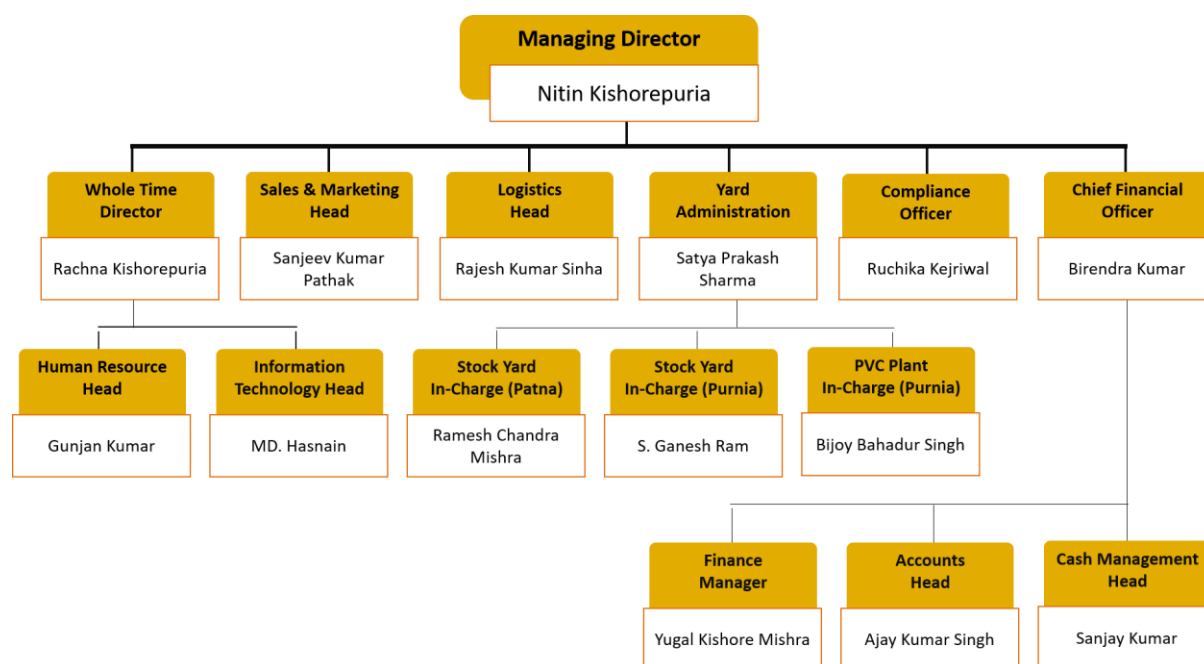 Managing Director
Nitin Kishorepuria
Whole Time
Director
Rachna Kishorepuria
Sales & Marketing
Head
Sanjeev Kumar
Pathak
Logistics
Head
Rajesh Kumar Sinha
Yard
Administration
Satya Prakash
Sharma
Compliance
Officer
Ruchika Kejriwal
Chief Financial
Officer
Birendra Kumar
Human Resource
Head
Gunjan Kumar
Information
Technology Head
MD. Hasnain
Stock Yard
In-Charge (Patna)
Ramesh Chandra
Mishra
Stock Yard
In-Charge (Purnia)
S. Ganesh Ram
PVC Plant
In-Charge (Purnia)
Bijoy Bahadur Singh
Finance
Manager
Yugal Kishore Mishra
Accounts
Head
Ajay Kumar Singh
Cash Management
Head
Sanjay Kumar